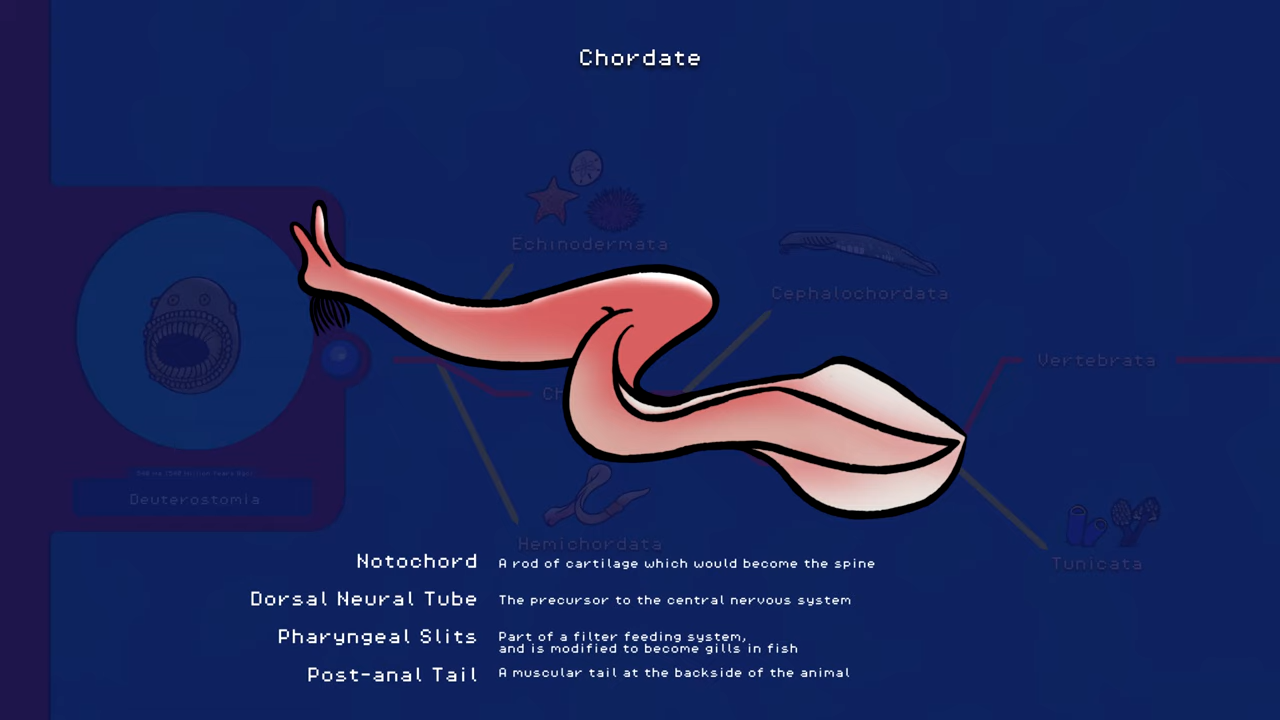 Chordate
Echinodermata
Cephalochordata
Vertebrata
Ch
Deuterostomia
Hemichordata
Tunicata
Notochord A rod of cartilage which would become the spine
Dorsal Neural Tube The precursor to the central nervous system
Pharyngeal Slits Part of a filter feeding system,
and is modified to become gills in fish
Post-anal Tail A muscular tail at the backside of the animal